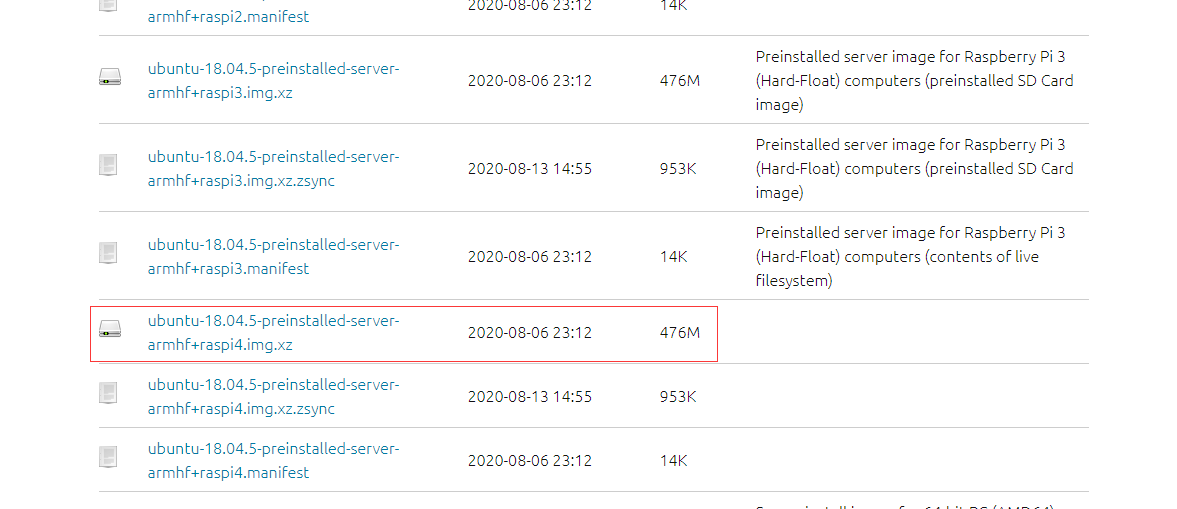 2020-08-06 23:12 14K
armhf+raspi2.manifest
ubuntu-18.04.5-preinstalled-server-
armhf+raspi3.img.xz
2020-08-06 23:12
476M
Preinstalled server image for Raspberry Pi 3
(Hard-Float) computers (preinstalled SD Card
image)
ubuntu-18.04.5-preinstalled-server-
armhf+raspi3.img.xz.zsync
2020-08-13 14:55
953K
Preinstalled server image for Raspberry Pi 3
(Hard-Float) computers (preinstalled SD Card
image)
ubuntu-18.04.5-preinstalled-server-
armhf+raspi3.manifest
2020-08-06 23:12
14K
Preinstalled server image for Raspberry Pi 3
(Hard-Float) computers (contents of live
filesystem)
ubuntu-18.04.5-preinstalled-server-
armhf+raspi4.img.xz
2020-08-06 23:12
476M
ubuntu-18.04.5-preinstalled-server-
armhf+raspi4.img.xz.zsync
2020-08-13 14:55
953K
ubuntu-18.04.5-preinstalled-server-
armhf+raspi4.manifest
2020-08-06 23:12
14K